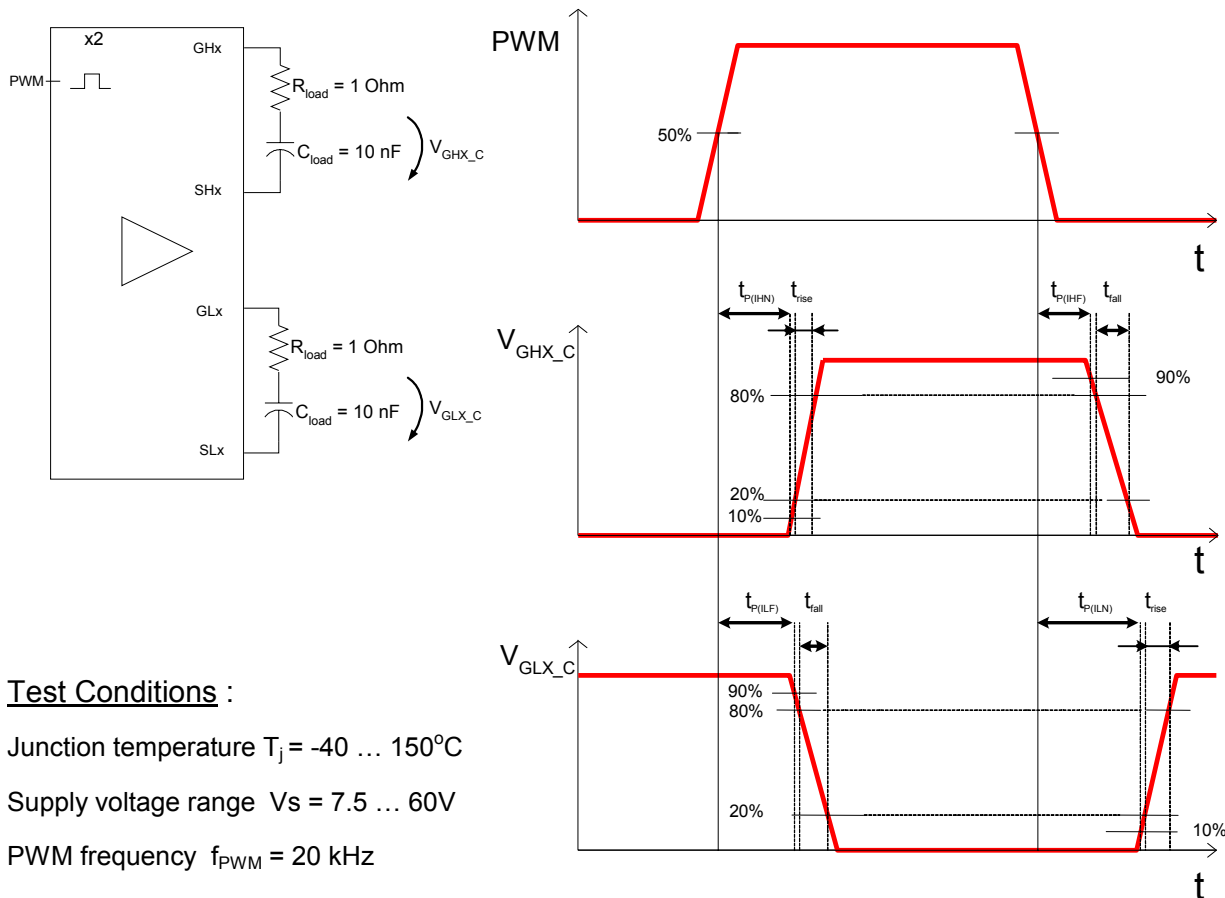 x2
GHx
PWM
R_load = 1 Ohm
C_load = 10 nF
V_GHX_C
SHx
GLx
R_load = 1 Ohm
C_load = 10 nF
V_GLX_C
SLx
Test Conditions :
Junction temperature T_j = -40 … 150°C
Supply voltage range Vs = 7.5 … 60V
PWM frequency f_PWM = 20 kHz
PWM
50%
t
t_P(IHN)
t_rise
t_P(IHF)
t_fall
V_GHX_C
90%
80%
20%
10%
t
t_P(ILF)
t_fall
t_P(ILN)
t_rise
V_GLX_C
90%
80%
20%
10%
t